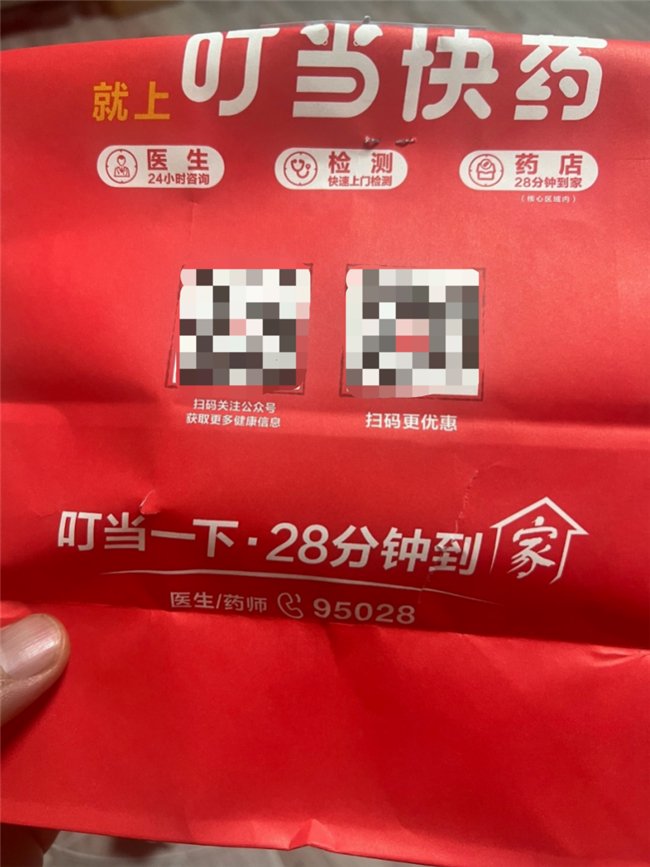 就上 叮当快药
医生
24小时咨询
检测
快速上门检测
药店
28分钟到家
(核心区域内)
扫码关注公众号
获取更多健康信息
扫码更优惠
叮当一下·28分钟到家
医生/药师 95028